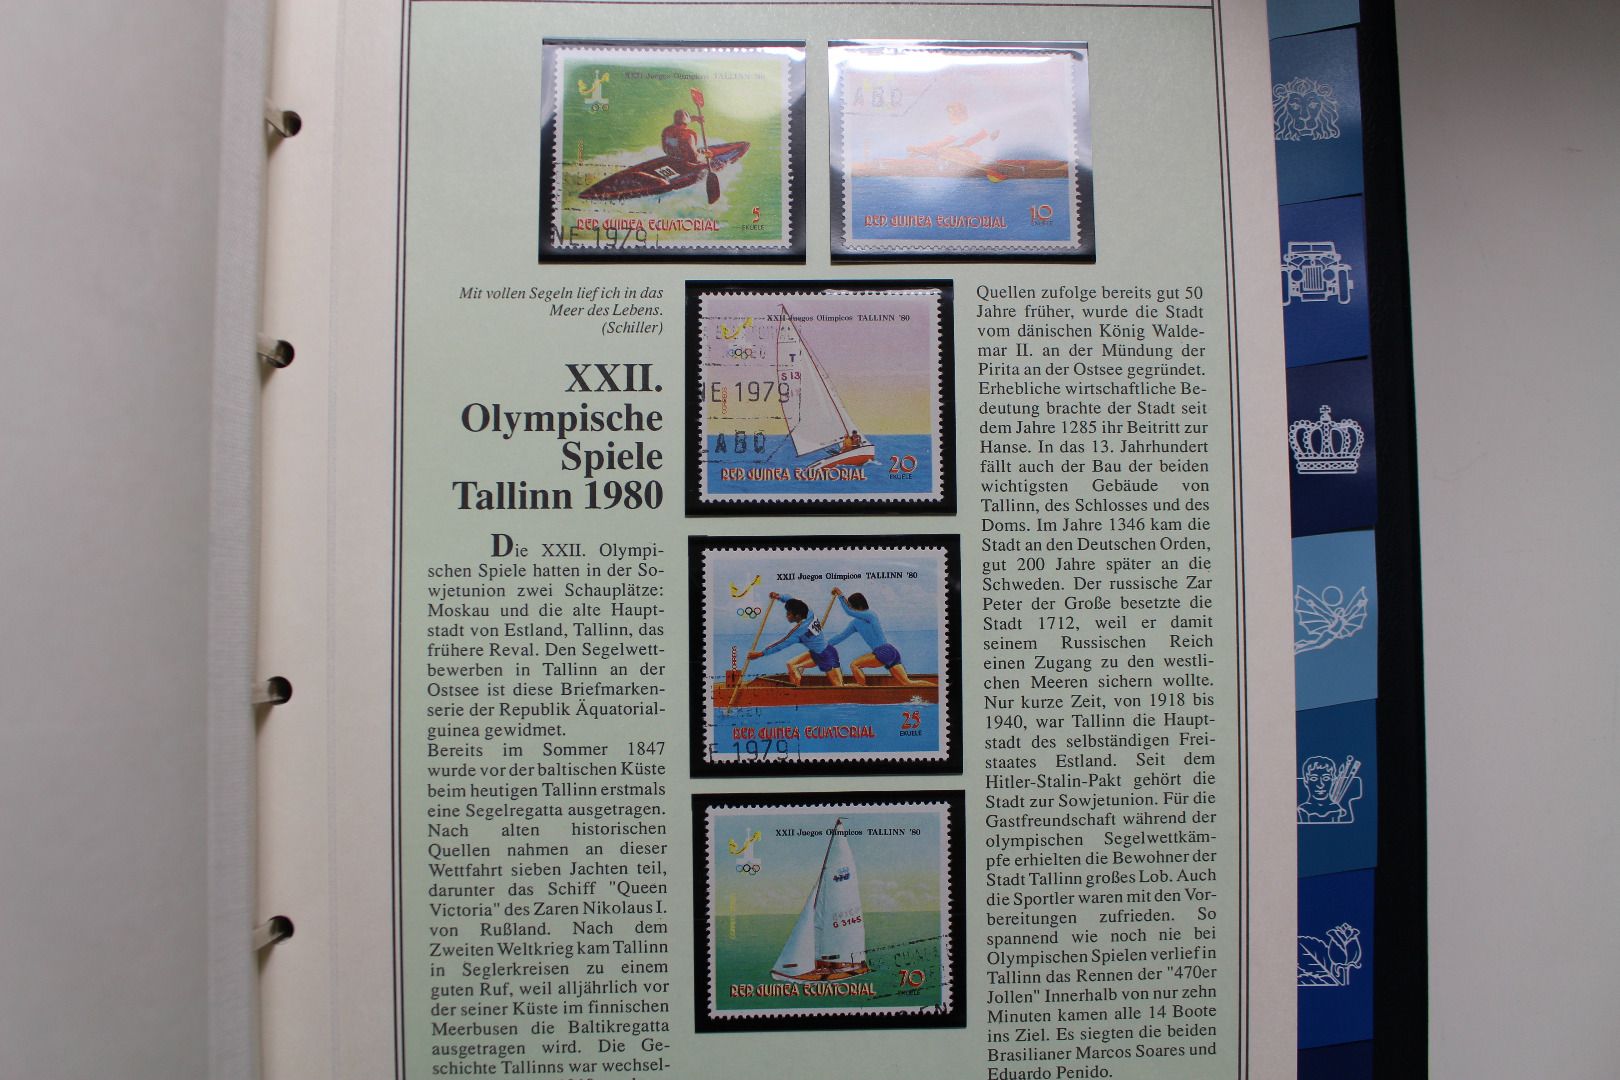 XXII Juegos Olímpicos TALLINN '80
CORREOS
REP. GUINEA ECUATORIAL
5
EKUELE
NE 1979
ABO
REP. GUINEA ECUATORIAL
10
EKUELE
Mit vollen Segeln lief ich in das
Meer des Lebens.
(Schiller)
XXII.
Olympische
Spiele
Tallinn 1980
Die XXII. Olympi-
schen Spiele hatten in der So-
wjetunion zwei Schauplätze:
Moskau und die alte Haupt-
stadt von Estland, Tallinn, das
frühere Reval. Den Segelwett-
bewerben in Tallinn an der
Ostsee ist diese Briefmarken-
serie der Republik Äquatorial-
guinea gewidmet.
Bereits im Sommer 1847
wurde vor der baltischen Küste
beim heutigen Tallinn erstmals
eine Segelregatta ausgetragen.
Nach alten historischen
Quellen nahmen an dieser
Wettfahrt sieben Jachten teil,
darunter das Schiff "Queen
Victoria" des Zaren Nikolaus I.
von Rußland. Nach dem
Zweiten Weltkrieg kam Tallinn
in Seglerkreisen zu einem
guten Ruf, weil alljährlich vor
der seiner Küste im finnischen
Meerbusen die Baltikregatta
ausgetragen wird. Die Ge-
schichte Tallinns war wechsel-
XXII Juegos Olímpicos TALLINN '80
T
S 13
CORREOS
NE 1979
ABO
REP. GUINEA ECUATORIAL
20
EKUELE
XXII Juegos Olímpicos TALLINN '80
CORREOS
REP. GUINEA ECUATORIAL
25
EKUELE
E 1979
XXII Juegos Olímpicos TALLINN '80
G 3145
CORREOS
REP. GUINEA ECUATORIAL
70
EKUELE
Quellen zufolge bereits gut 50
Jahre früher, wurde die Stadt
vom dänischen König Walde-
mar II. an der Mündung der
Pirita an der Ostsee gegründet.
Erhebliche wirtschaftliche Be-
deutung brachte der Stadt seit
dem Jahre 1285 ihr Beitritt zur
Hanse. In das 13. Jahrhundert
fällt auch der Bau der beiden
wichtigsten Gebäude von
Tallinn, des Schlosses und des
Doms. Im Jahre 1346 kam die
Stadt an den Deutschen Orden,
gut 200 Jahre später an die
Schweden. Der russische Zar
Peter der Große besetzte die
Stadt 1712, weil er damit
seinem Russischen Reich
einen Zugang zu den westli-
chen Meeren sichern wollte.
Nur kurze Zeit, von 1918 bis
1940, war Tallinn die Haupt-
stadt des selbständigen Frei-
staates Estland. Seit dem
Hitler-Stalin-Pakt gehört die
Stadt zur Sowjetunion. Für die
Gastfreundschaft während der
olympischen Segelwettkäm-
pfe erhielten die Bewohner der
Stadt Tallinn großes Lob. Auch
die Sportler waren mit den Vor-
bereitungen zufrieden. So
spannend wie noch nie bei
Olympischen Spielen verlief in
Tallinn das Rennen der "470er
Jollen" Innerhalb von nur zehn
Minuten kamen alle 14 Boote
ins Ziel. Es siegten die beiden
Brasilianer Marcos Soares und
Eduardo Penido.